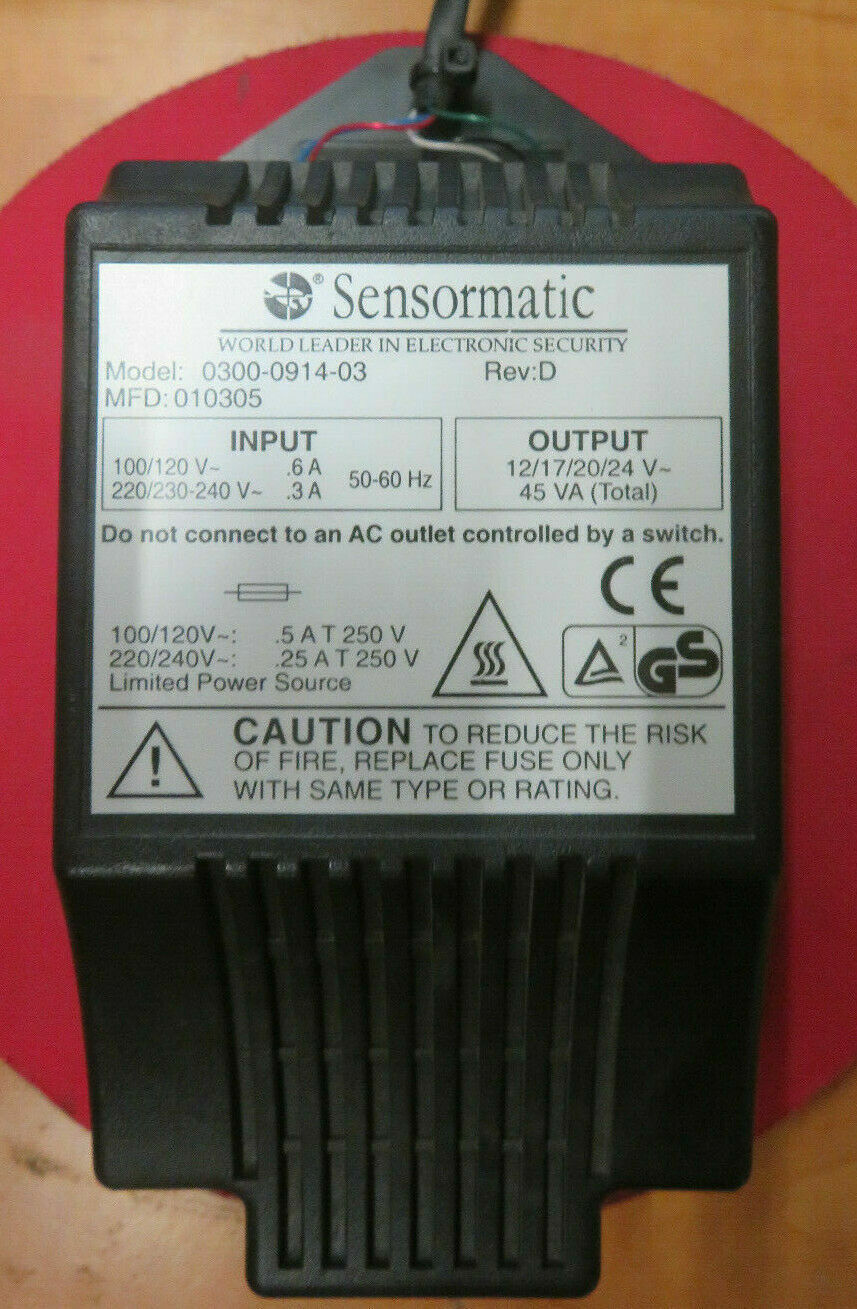 ® Sensormatic
WORLD LEADER IN ELECTRONIC SECURITY
Model: 0300-0914-03 Rev:D
MFD: 010305
INPUT
100/120 V~ .6 A
220/230-240 V~ .3 A
50-60 Hz
OUTPUT
12/17/20/24 V~
45 VA (Total)
Do not connect to an AC outlet controlled by a switch.
CE
100/120V~: .5 A T 250 V
220/240V~: .25 A T 250 V
Limited Power Source
2
GS
! CAUTION TO REDUCE THE RISK
OF FIRE, REPLACE FUSE ONLY
WITH SAME TYPE OR RATING.